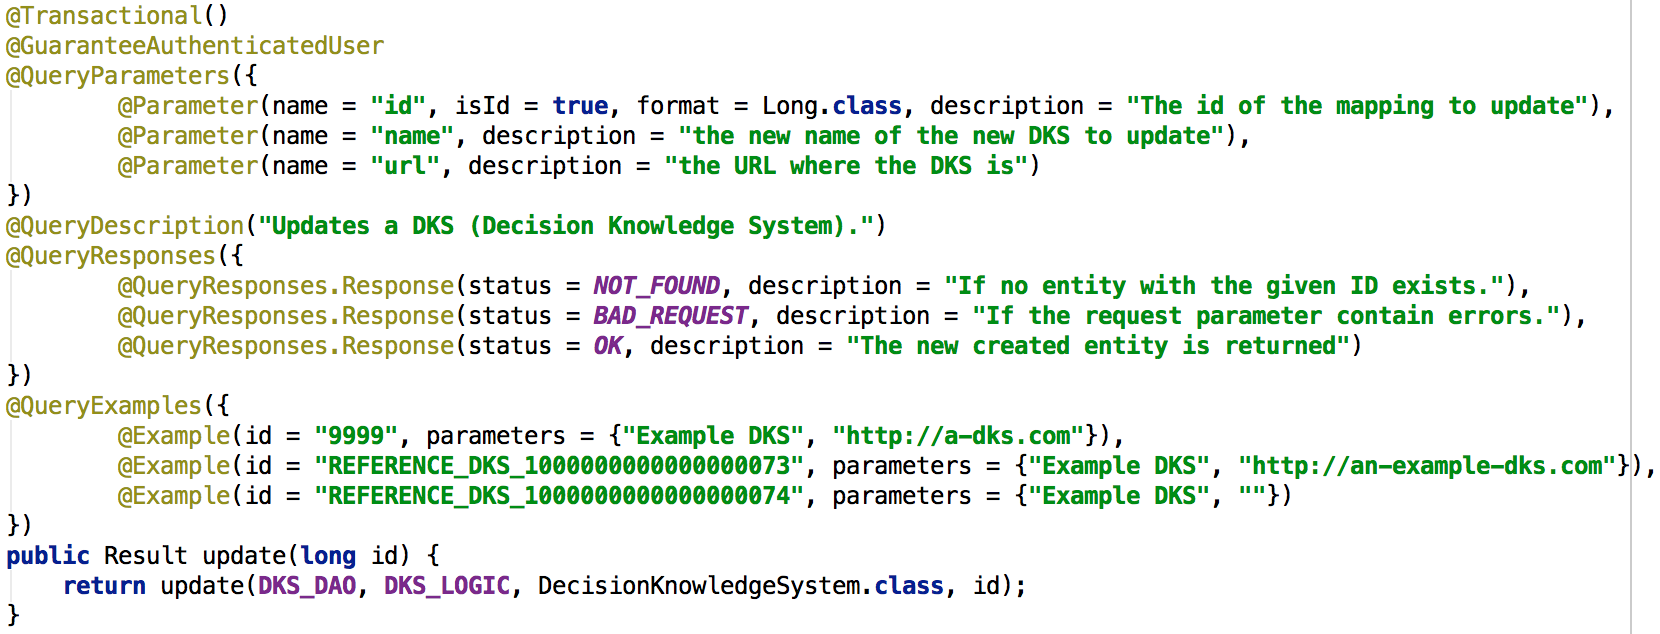 @Transactional()
@GuaranteeAuthenticatedUser
@QueryParameters({
        @Parameter(name = "id", isId = true, format = Long.class, description = "The id of the mapping to update"),
        @Parameter(name = "name", description = "the new name of the new DKS to update"),
        @Parameter(name = "url", description = "the URL where the DKS is")
})
@QueryDescription("Updates a DKS (Decision Knowledge System).")
@QueryResponses({
        @QueryResponses.Response(status = NOT_FOUND, description = "If no entity with the given ID exists."),
        @QueryResponses.Response(status = BAD_REQUEST, description = "If the request parameter contain errors."),
        @QueryResponses.Response(status = OK, description = "The new created entity is returned")
})
@QueryExamples({
        @Example(id = "9999", parameters = {"Example DKS", "http://a-dks.com"}),
        @Example(id = "REFERENCE_DKS_1000000000000000073", parameters = {"Example DKS", "http://an-example-dks.com"}),
        @Example(id = "REFERENCE_DKS_1000000000000000074", parameters = {"Example DKS", ""})
})
public Result update(long id) {
    return update(DKS_DAO, DKS_LOGIC, DecisionKnowledgeSystem.class, id);
}